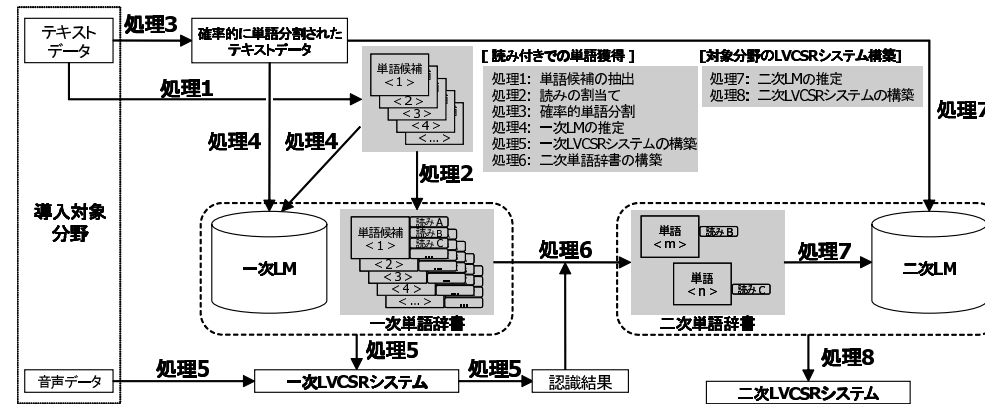 テキスト
データ
処理3
確率的に単語分割された
テキストデータ
処理1
処理4
処理4
単語候補
<1>
<2>
<3>
<4>
<...>
処理2
[ 読み付きでの単語獲得 ]
処理1: 単語候補の抽出
処理2: 読みの割当て
処理3: 確率的単語分割
処理4: 一次LMの推定
処理5: 一次LVCSRシステムの構築
処理6: 二次単語辞書の構築
[対象分野のLVCSRシステム構築]
処理7: 二次LMの推定
処理8: 二次LVCSRシステムの構築
処理7
導入対象
分野
一次LM
単語候補
<1>
読みA
読みB
読みC
...
<2>
...
<3>
...
<4>
...
<...>
...
一次単語辞書
処理6
単語
<m>
読みB
単語
<n>
読みC
二次単語辞書
処理7
二次LM
処理5
処理8
音声データ
処理5
一次LVCSRシステム
処理5
認識結果
二次LVCSRシステム